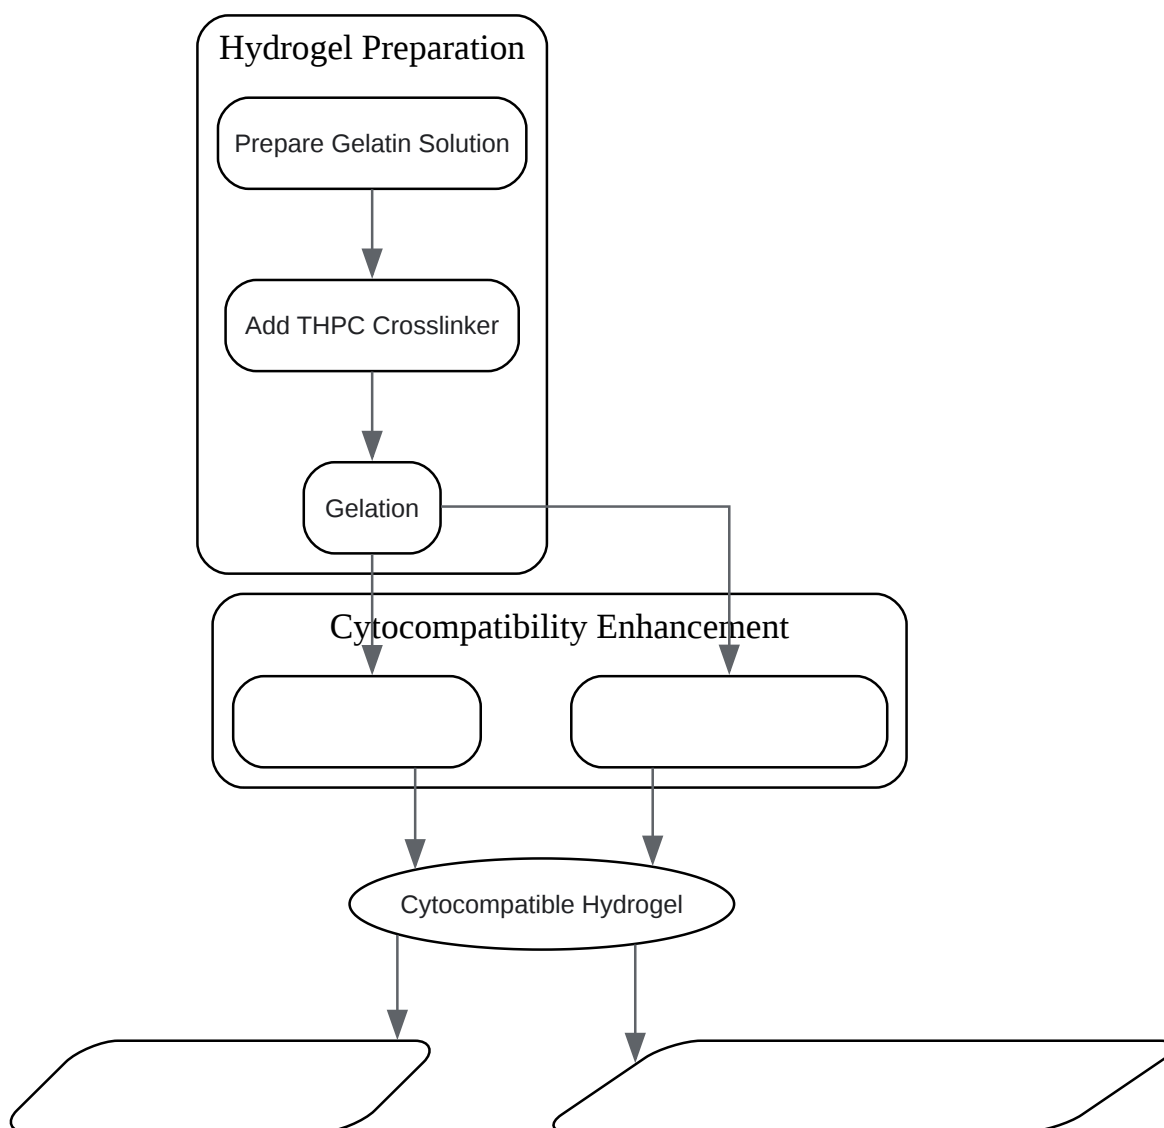 Hydrogel Preparation
Prepare Gelatin Solution
Add THPC Crosslinker
Gelation
Cytocompatibility Enhancement
Cytocompatible Hydrogel